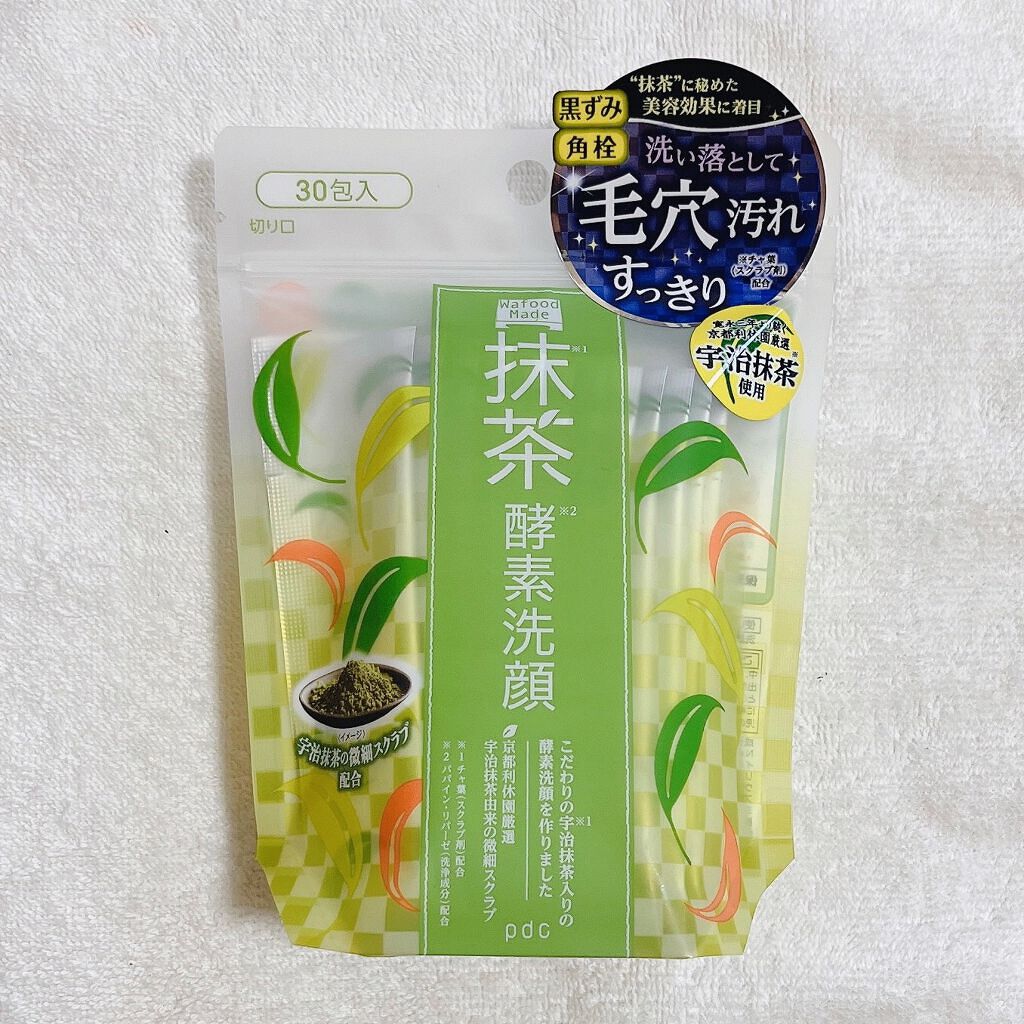 “抹茶”に秘めた
美容効果に着目
黒ずみ
角栓
洗い落として
毛穴汚れ
すっきり
※チャ葉
(スクラブ剤)
配合
30包入
切り口
京都利休園厳選
宇治抹茶※
使用
Wafood
Made
抹茶※1
酵素洗顔※2
こだわりの宇治抹茶※1入りの
酵素洗顔を作りました
京都利休園厳選
宇治抹茶由来の微細スクラブ
※1 チャ葉(スクラブ剤)配合
※2 パパイン・リパーゼ(洗浄成分)配合
(イメージ)
宇治抹茶の微細スクラブ
配合
pdc